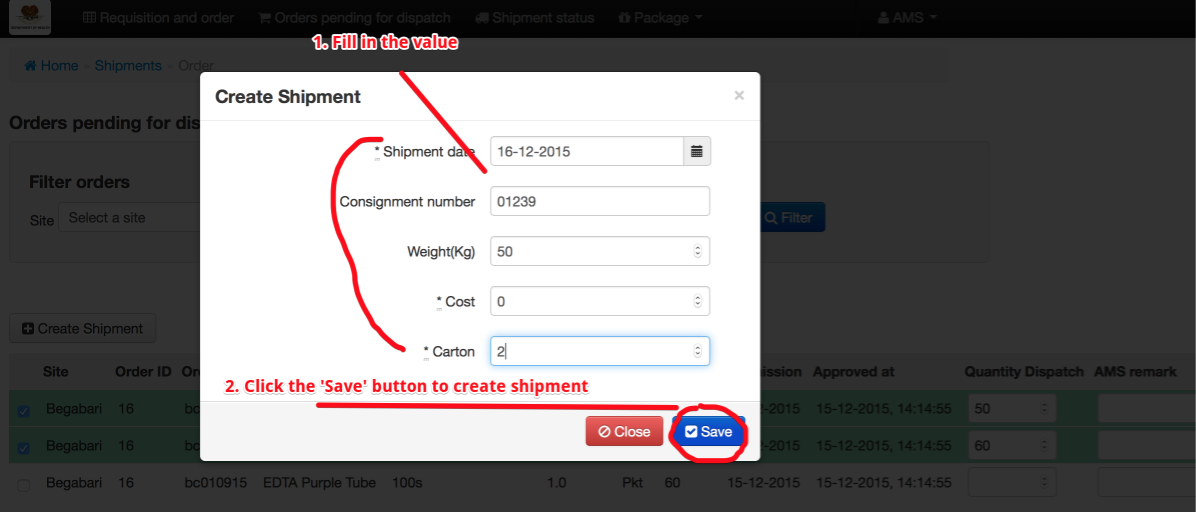 Requisition and order Orders pending for dispatch Shipment status Package AMS
1. Fill in the value
Home Shipments Order
Create Shipment ×
Orders pending for dis
* Shipment date 16-12-2015
Filter orders
Consignment number 01239
Site Select a site Filter
Weight(Kg) 50
* Cost 0
Create Shipment
* Carton 2
Site Order ID Or ission Approved at Quantity Dispatch AMS remark
2. Click the 'Save' button to create shipment
Begabari 16 bc 2-2015 15-12-2015, 14:14:55 50
Close Save
Begabari 16 bc 2-2015 15-12-2015, 14:14:55 60
Begabari 16 bc010915 EDTA Purple Tube 100s 1.0 Pkt 60 15-12-2015 15-12-2015, 14:14:55